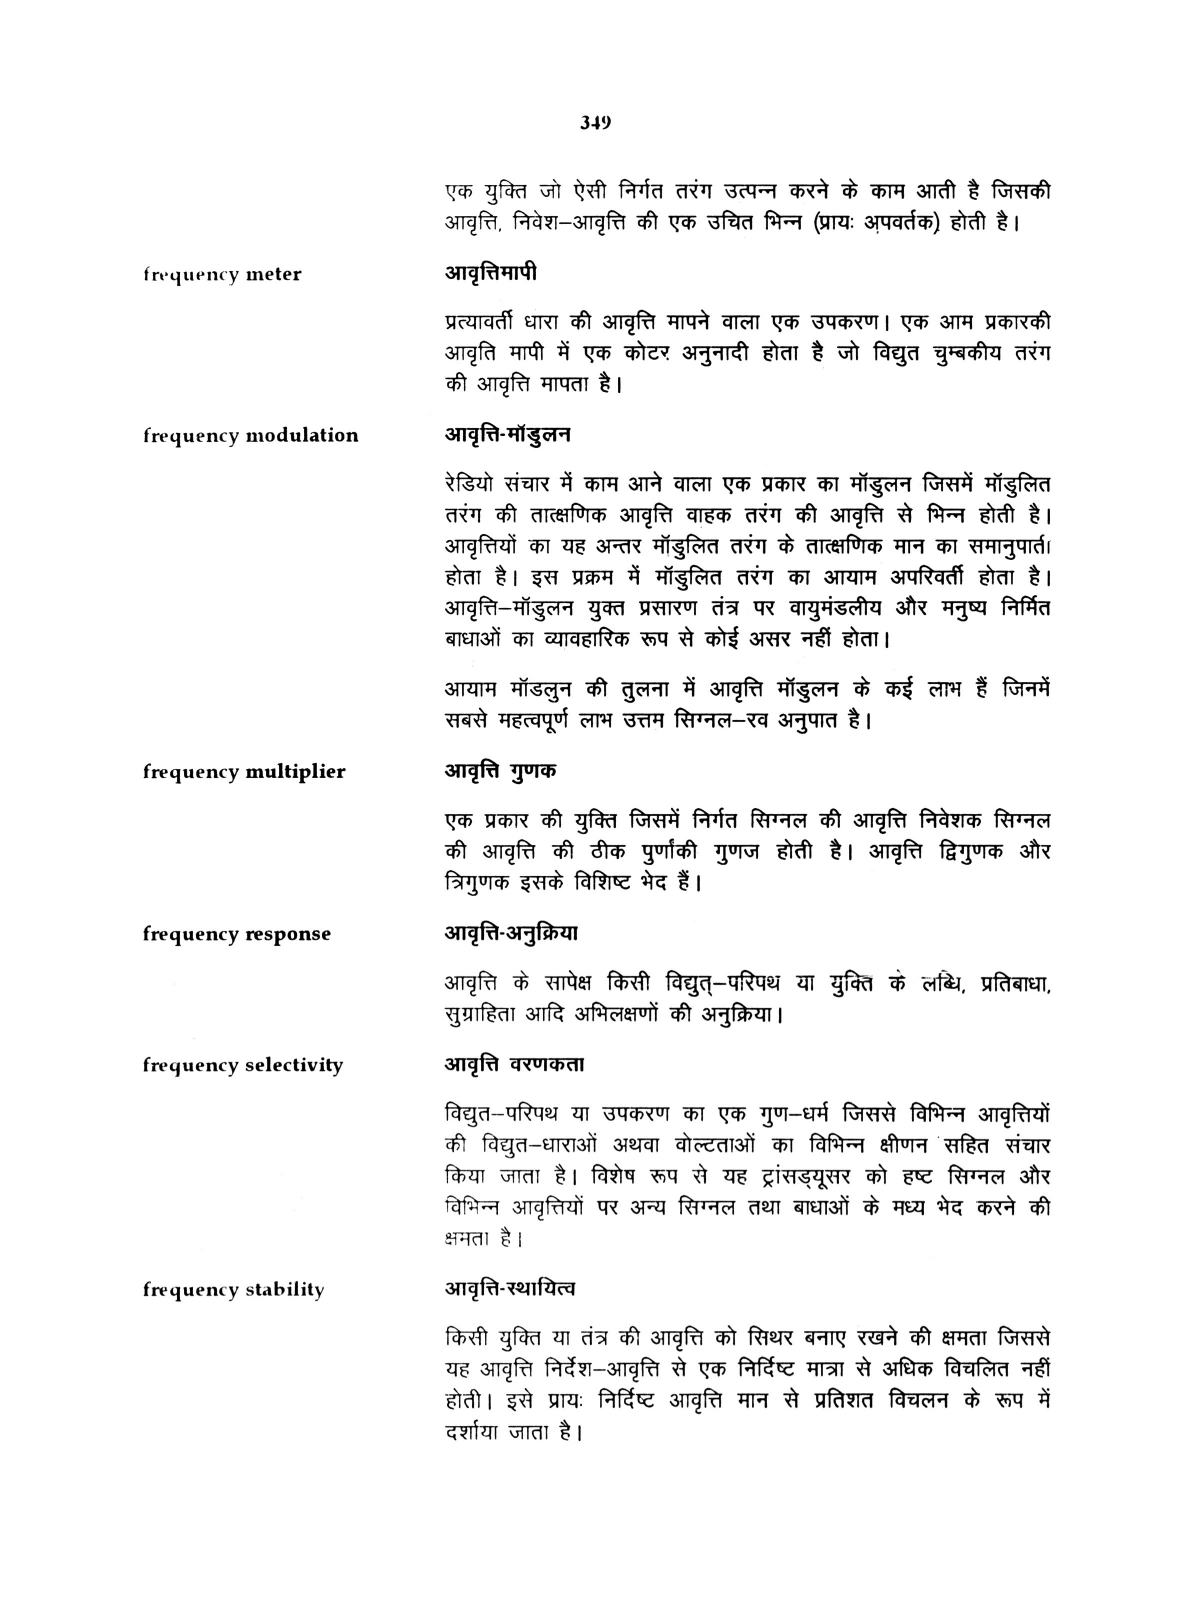 349
एक युक्ति जो ऐसी निर्गत तरंग उत्पन्न करने के काम आती है जिसकी
आवृत्ति, निवेश–आवृत्ति की एक उचित भिन्न (प्रायः अपवर्तक) होती है।
frequency meter आवृत्तिमापी
प्रत्यावर्ती धारा की आवृत्ति मापने वाला एक उपकरण। एक आम प्रकारकी
आवृति मापी में एक कोटर अनुनादी होता है जो विद्युत चुम्बकीय तरंग
की आवृत्ति मापता है।
frequency modulation आवृत्ति-मॉडुलन
रेडियो संचार में काम आने वाला एक प्रकार का मॉडुलन जिसमें मॉडुलित
तरंग की तात्क्षणिक आवृत्ति वाहक तरंग की आवृत्ति से भिन्न होती है।
आवृत्तियों का यह अन्तर मॉडुलित तरंग के तात्क्षणिक मान का समानुपाती
होता है। इस प्रक्रम में मॉडुलित तरंग का आयाम अपरिवर्ती होता है।
आवृत्ति–मॉडुलन युक्त प्रसारण तंत्र पर वायुमंडलीय और मनुष्य निर्मित
बाधाओं का व्यावहारिक रूप से कोई असर नहीं होता।
आयाम मॉडलुन की तुलना में आवृत्ति मॉडुलन के कई लाभ हैं जिनमें
सबसे महत्वपूर्ण लाभ उत्तम सिग्नल–रव अनुपात है।
frequency multiplier आवृत्ति गुणक
एक प्रकार की युक्ति जिसमें निर्गत सिग्नल की आवृत्ति निवेशक सिग्नल
की आवृत्ति की ठीक पुर्णांकी गुणज होती है। आवृत्ति द्विगुणक और
त्रिगुणक इसके विशिष्ट भेद हैं।
frequency response आवृत्ति-अनुक्रिया
आवृत्ति के सापेक्ष किसी विद्युत्–परिपथ या युक्ति के लब्धि, प्रतिबाधा,
सुग्राहिता आदि अभिलक्षणों की अनुक्रिया।
frequency selectivity आवृत्ति वरणकता
विद्युत–परिपथ या उपकरण का एक गुण–धर्म जिससे विभिन्न आवृत्तियों
की विद्युत–धाराओं अथवा वोल्टताओं का विभिन्न क्षीणन सहित संचार
किया जाता है। विशेष रूप से यह ट्रांसड्यूसर को हष्ट सिग्नल और
विभिन्न आवृत्तियों पर अन्य सिग्नल तथा बाधाओं के मध्य भेद करने की
क्षमता है।
frequency stability आवृत्ति-स्थायित्व
किसी युक्ति या तंत्र की आवृत्ति को सिथर बनाए रखने की क्षमता जिससे
यह आवृत्ति निर्देश–आवृत्ति से एक निर्दिष्ट मात्रा से अधिक विचलित नहीं
होती। इसे प्रायः निर्दिष्ट आवृत्ति मान से प्रतिशत विचलन के रूप में
दर्शाया जाता है।